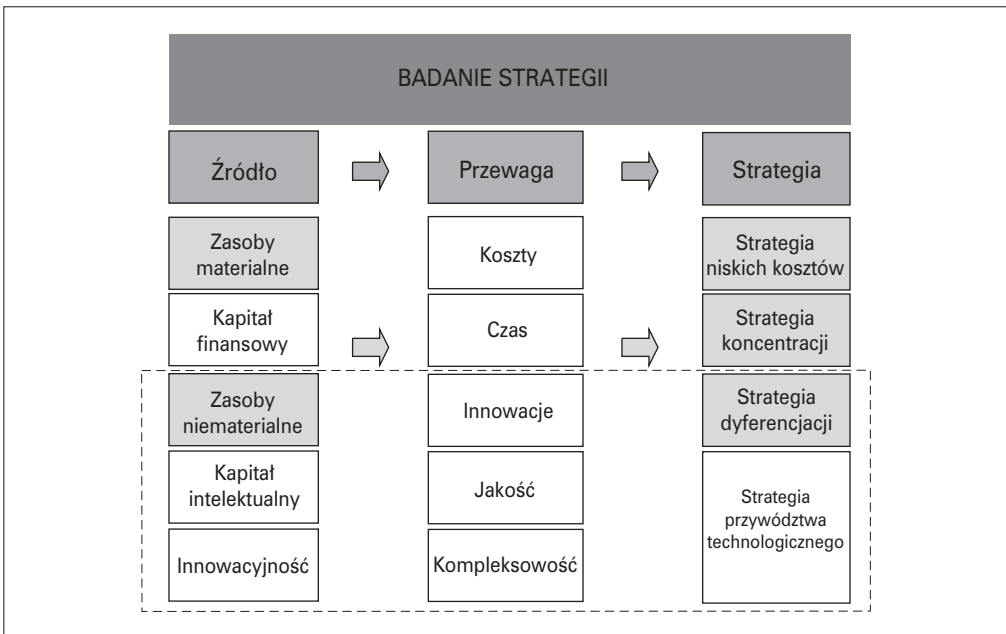 BADANIE STRATEGII
Źródło
Przewaga
Strategia
Zasoby
materialne
Koszty
Strategia
niskich kosztów
Kapitał
finansowy
Czas
Strategia
koncentracji
Zasoby
niematerialne
Innowacje
Strategia
dyferencjacji
Kapitał
intelektualny
Jakość
Strategia
przywództwa
technologicznego
Innowacyjność
Kompleksowość